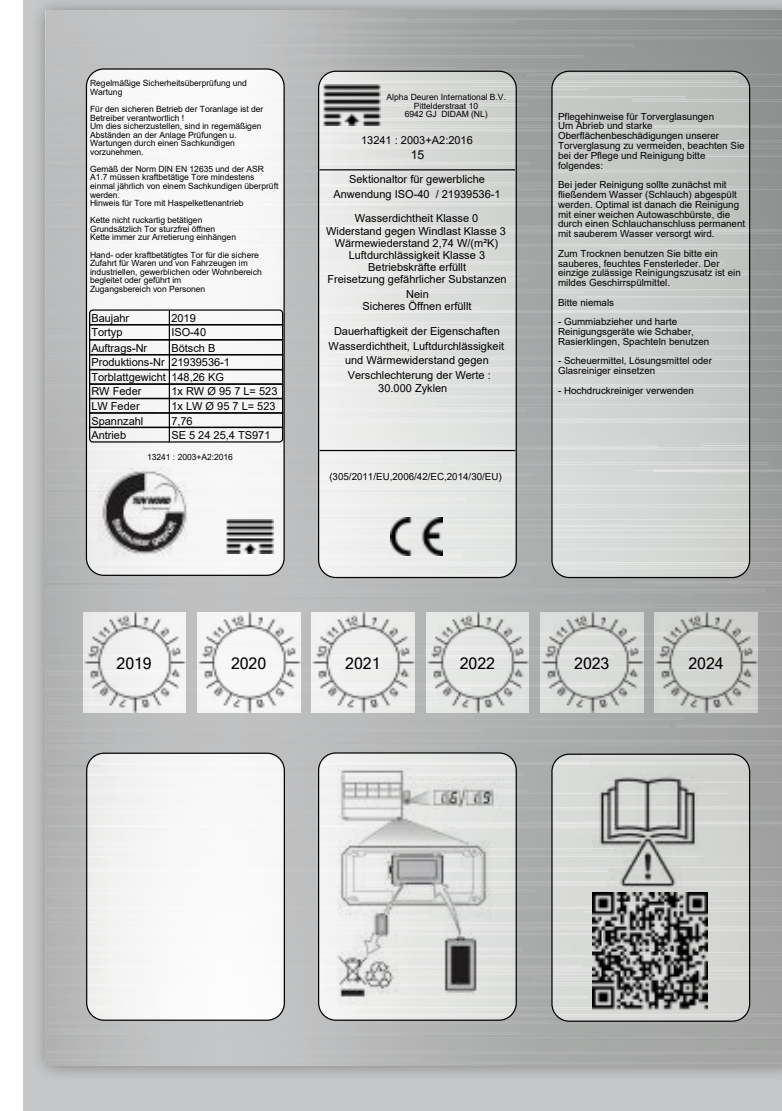 Regelmäßige Sicherheitsüberprüfung und
Wartung
Für den sicheren Betrieb der Toranlage ist der
Betreiber verantwortlich !
Um dies sicherzustellen, sind in regemäßigen
Abständen an der Anlage Prüfungen u.
Wartungen durch einen Sachkundigen
vorzunehmen.
Gemäß der Norm DIN EN 12635 und der ASR
A1.7 müssen kraftbetätige Tore mindestens
einmal jährlich von einem Sachkundigen überprüft
werden.
Hinweis für Tore mit Haspelkettenantrieb
Kette nicht ruckartig betätigen
Grundsätzlich Tor sturzfrei öffnen
Kette immer zur Arretierung einhängen
Hand- oder kraftbetätigtes Tor für die sichere
Zufahrt für Waren und von Fahrzeugen im
industriellen, gewerblichen oder Wohnbereich
begleitet oder geführt im
Zugangsbereich von Personen
Baujahr 2019
Tortyp ISO-40
Auftrags-Nr Bötsch B
Produktions-Nr 21939536-1
Torblattgewicht 148,26 KG
RW Feder 1x RW Ø 95 7 L= 523
LW Feder 1x LW Ø 95 7 L= 523
Spannzahl 7,76
Antrieb SE 5 24 25,4 TS971
13241 : 2003+A2:2016
TÜV NORD
Baumuster geprüft
Alpha Deuren International B.V.
Pittelderstraat 10
6942 GJ DIDAM (NL)
13241 : 2003+A2:2016
15
Sektionaltor für gewerbliche
Anwendung ISO-40 / 21939536-1
Wasserdichtheit Klasse 0
Widerstand gegen Windlast Klasse 3
Wärmewiederstand 2,74 W/(m²K)
Luftdurchlässigkeit Klasse 3
Betriebskräfte erfüllt
Freisetzung gefährlicher Substanzen
Nein
Sicheres Öffnen erfüllt
Dauerhaftigkeit der Eigenschaften
Wasserdichtheit, Luftdurchlässigkeit
und Wärmewiderstand gegen
Verschlechterung der Werte :
30.000 Zyklen
(305/2011/EU,2006/42/EC,2014/30/EU)
CE
Pflegehinweise für Torverglasungen
Um Abrieb und starke
Oberflächenbeschädigungen unserer
Torverglasung zu vermeiden, beachten Sie
bei der Pflege und Reinigung bitte
folgendes:
Bei jeder Reinigung sollte zunächst mit
fließendem Wasser (Schlauch) abgespült
werden. Optimal ist danach die Reinigung
mit einer weichen Autowaschbürste, die
durch einen Schlauchanschluss permanent
mit sauberem Wasser versorgt wird.
Zum Trocknen benutzen Sie bitte ein
sauberes, feuchtes Fensterleder. Der
einzige zulässige Reinigungszusatz ist ein
mildes Geschirrspülmittel.
Bitte niemals
- Gummiabzieher und harte
Reinigungsgeräte wie Schaber,
Rasierklingen, Spachteln benutzen
- Scheuermittel, Lösungsmittel oder
Glasreiniger einsetzen
- Hochdruckreiniger verwenden
2019
2020
2021
2022
2023
2024
06/19